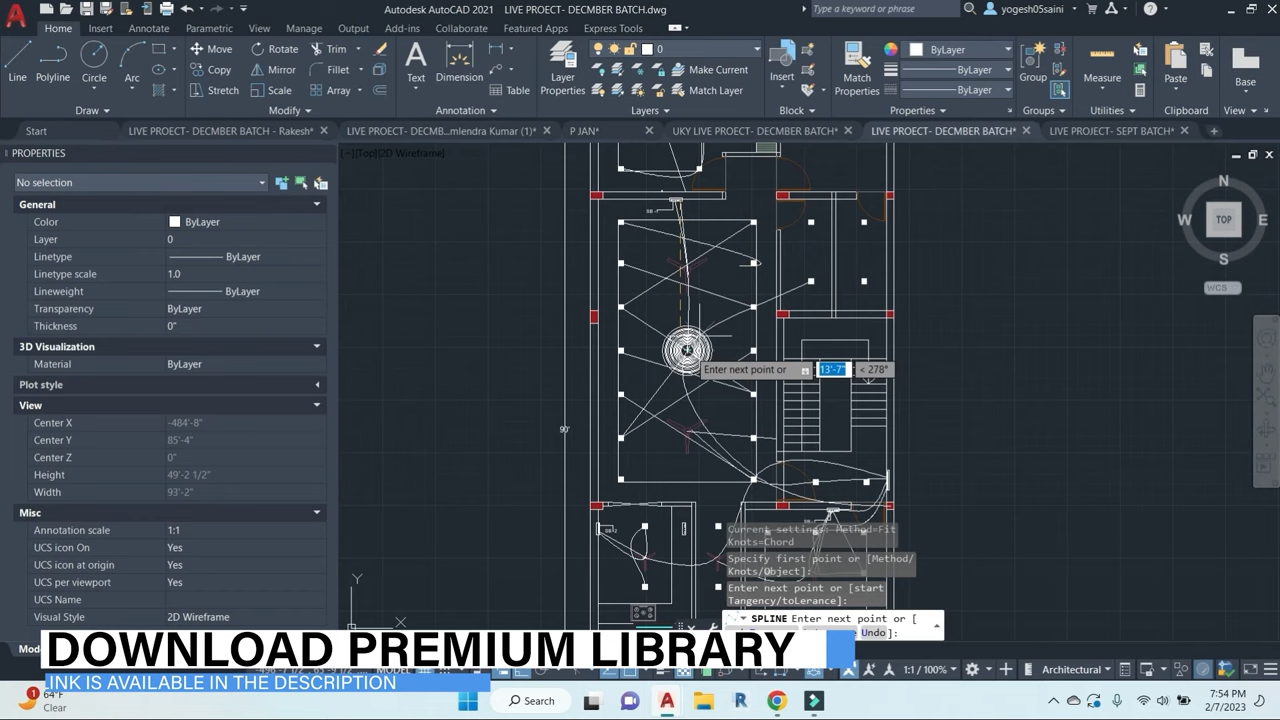 Autodesk AutoCAD 2021 LIVE PROECT- DECMBER BATCH.dwg
Type a keyword or phrase
yogesh05saini
Home Insert Annotate Parametric View Manage Output Add-ins Collaborate Featured Apps Express Tools
Line Polyline Circle Arc
Move Rotate Trim
Copy Mirror Fillet
Stretch Scale Array
Text Dimension
Table
Layer Properties
0
Make Current
Match Layer
Insert
Match Properties
ByLayer
ByLayer
ByLayer
Group
Measure
Paste
Base
Draw Modify Annotation Layers Block Properties Groups Utilities Clipboard View
Start LIVE PROECT- DECMBER BATCH - Rakesh* LIVE PROECT- DECMB...mlendra Kumar (1)* P JAN* UKY LIVE PROECT- DECMBER BATCH* LIVE PROECT- DECMBER BATCH* LIVE PROJECT- SEPT BATCH*
PROPERTIES
[−][Top][2D Wireframe]
No selection
General
Color ByLayer
Layer 0
Linetype ByLayer
Linetype scale 1.0
Lineweight ByLayer
Transparency ByLayer
Thickness 0"
3D Visualization
Material ByLayer
Plot style
View
Center X -484'-8"
Center Y 85'-4"
Center Z 0"
Height 49'-2 1/2"
Width 93'-2"
Misc
Annotation scale 1:1
UCS icon On Yes
UCS icon at origin Yes
UCS per viewport Yes
UCS Name
Visual Style 2D Wireframe
N
W TOP E
S
WCS
90'
Enter next point or 13'-7" < 278°
Y
X
Current settings: Method=Fit
Knots=Chord
Specify first point or [Method/
Knots/Object]:
Enter next point or [start
Tangency/toLerance]:
SPLINE Enter next point or [
Undo]:
MODEL
1:1 / 100%
Architectural
DOWNLOAD PREMIUM LIBRARY
INK IS AVAILABLE IN THE DESCRIPTION
1
64°F
Clear
Search
7:54 PM
2/7/2023